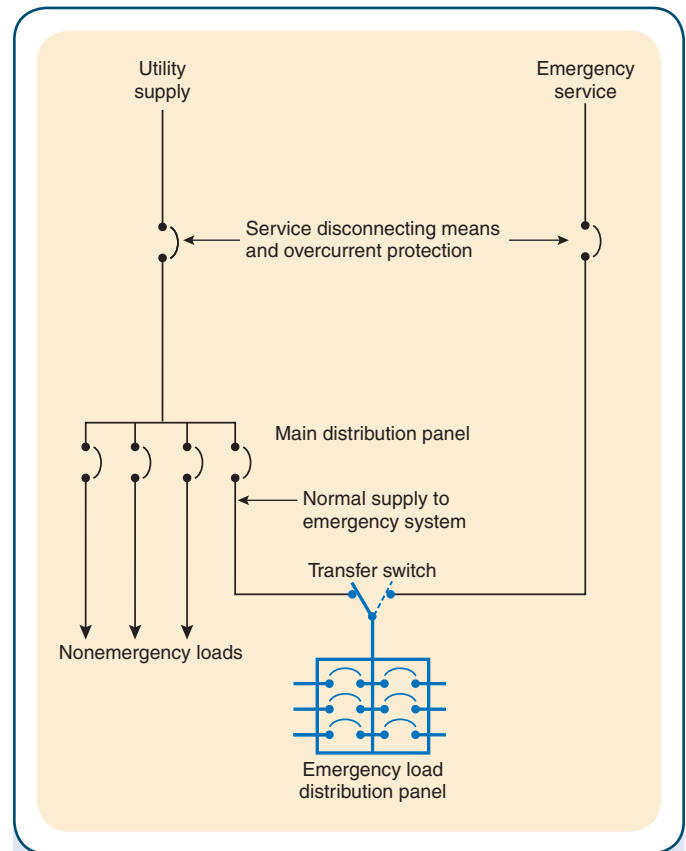 Utility
supply
Emergency
service
Service disconnecting means
and overcurrent protection
Main distribution panel
Normal supply to
emergency system
Transfer switch
Nonemergency loads
Emergency load
distribution panel